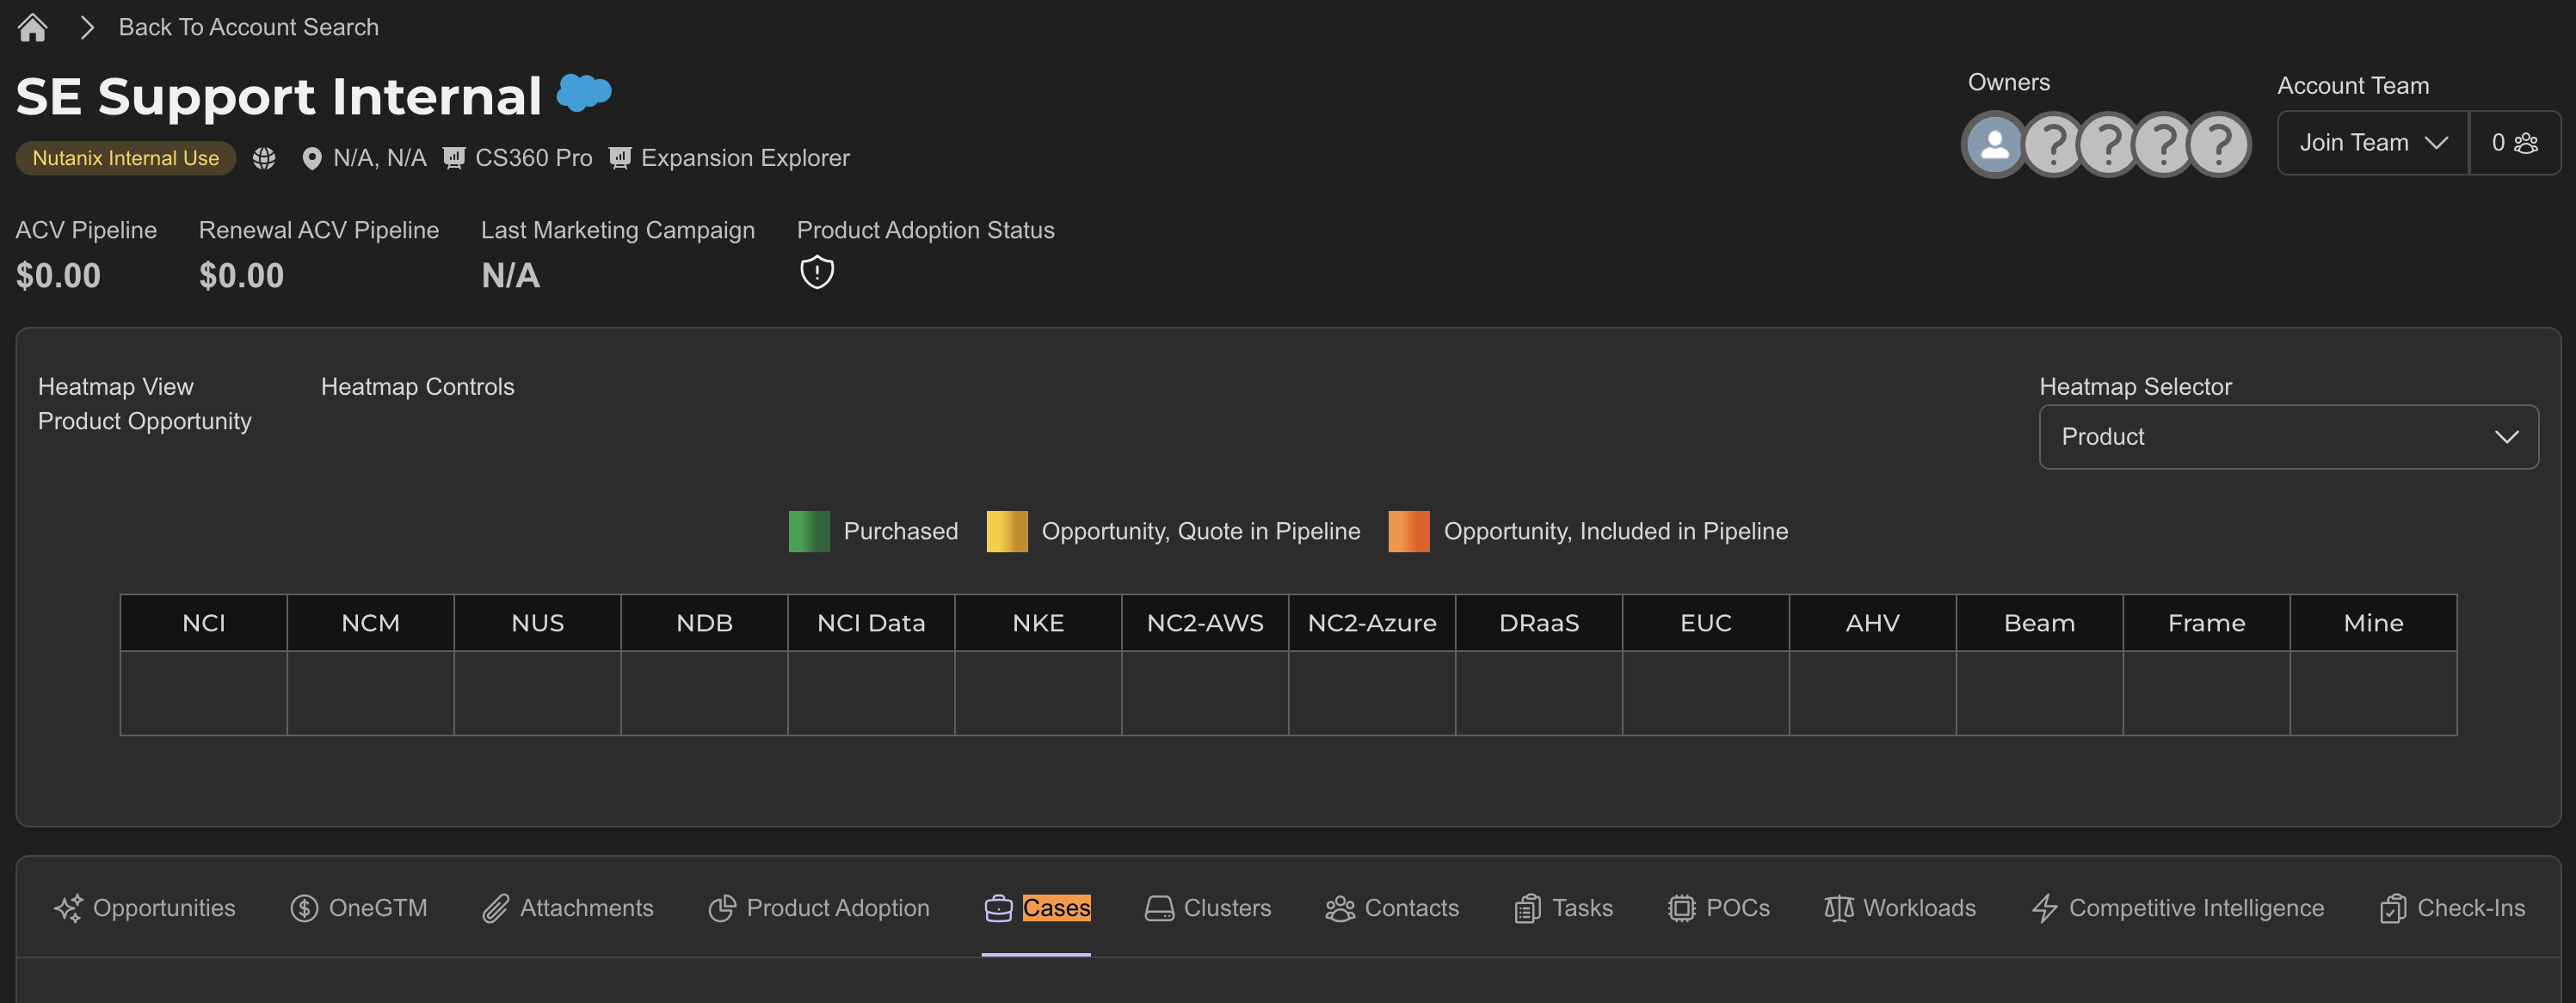 Back To Account Search
SE Support Internal
Owners
Account Team
Nutanix Internal Use N/A, N/A CS360 Pro Expansion Explorer
? ? ? ?
Join Team 0
ACV Pipeline Renewal ACV Pipeline Last Marketing Campaign Product Adoption Status
$0.00 $0.00 N/A
Heatmap View Heatmap Controls Heatmap Selector
Product Opportunity
Product
Purchased Opportunity, Quote in Pipeline Opportunity, Included in Pipeline
NCI NCM NUS NDB NCI Data NKE NC2-AWS NC2-Azure DRaaS EUC AHV Beam Frame Mine
Opportunities OneGTM Attachments Product Adoption Cases Clusters Contacts Tasks POCs Workloads Competitive Intelligence Check-Ins